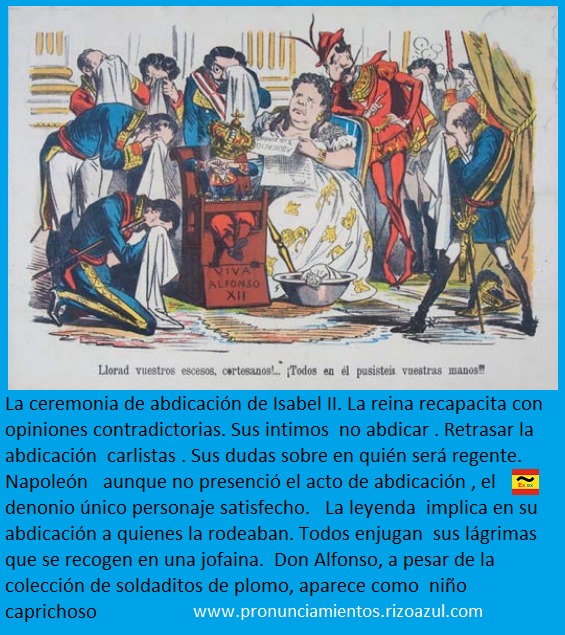 ABDICACION
VIVA
ALFONSO
XII
Llorad vuestros escesos, cortesanos!... ¡Todos en él pusisteis vuestras manos!!!
La ceremonia de abdicación de Isabel II. La reina recapacita con
opiniones contradictorias. Sus intimos no abdicar . Retrasar la
abdicación carlistas . Sus dudas sobre en quién será regente.
Napoleón aunque no presenció el acto de abdicación , el
denonio único personaje satisfecho. La leyenda implica en su
abdicación a quienes la rodeaban. Todos enjugan sus lágrimas
que se recogen en una jofaina. Don Alfonso, a pesar de la
colección de soldaditos de plomo, aparece como niño
caprichoso www.pronunciamientos.rizoazul.com